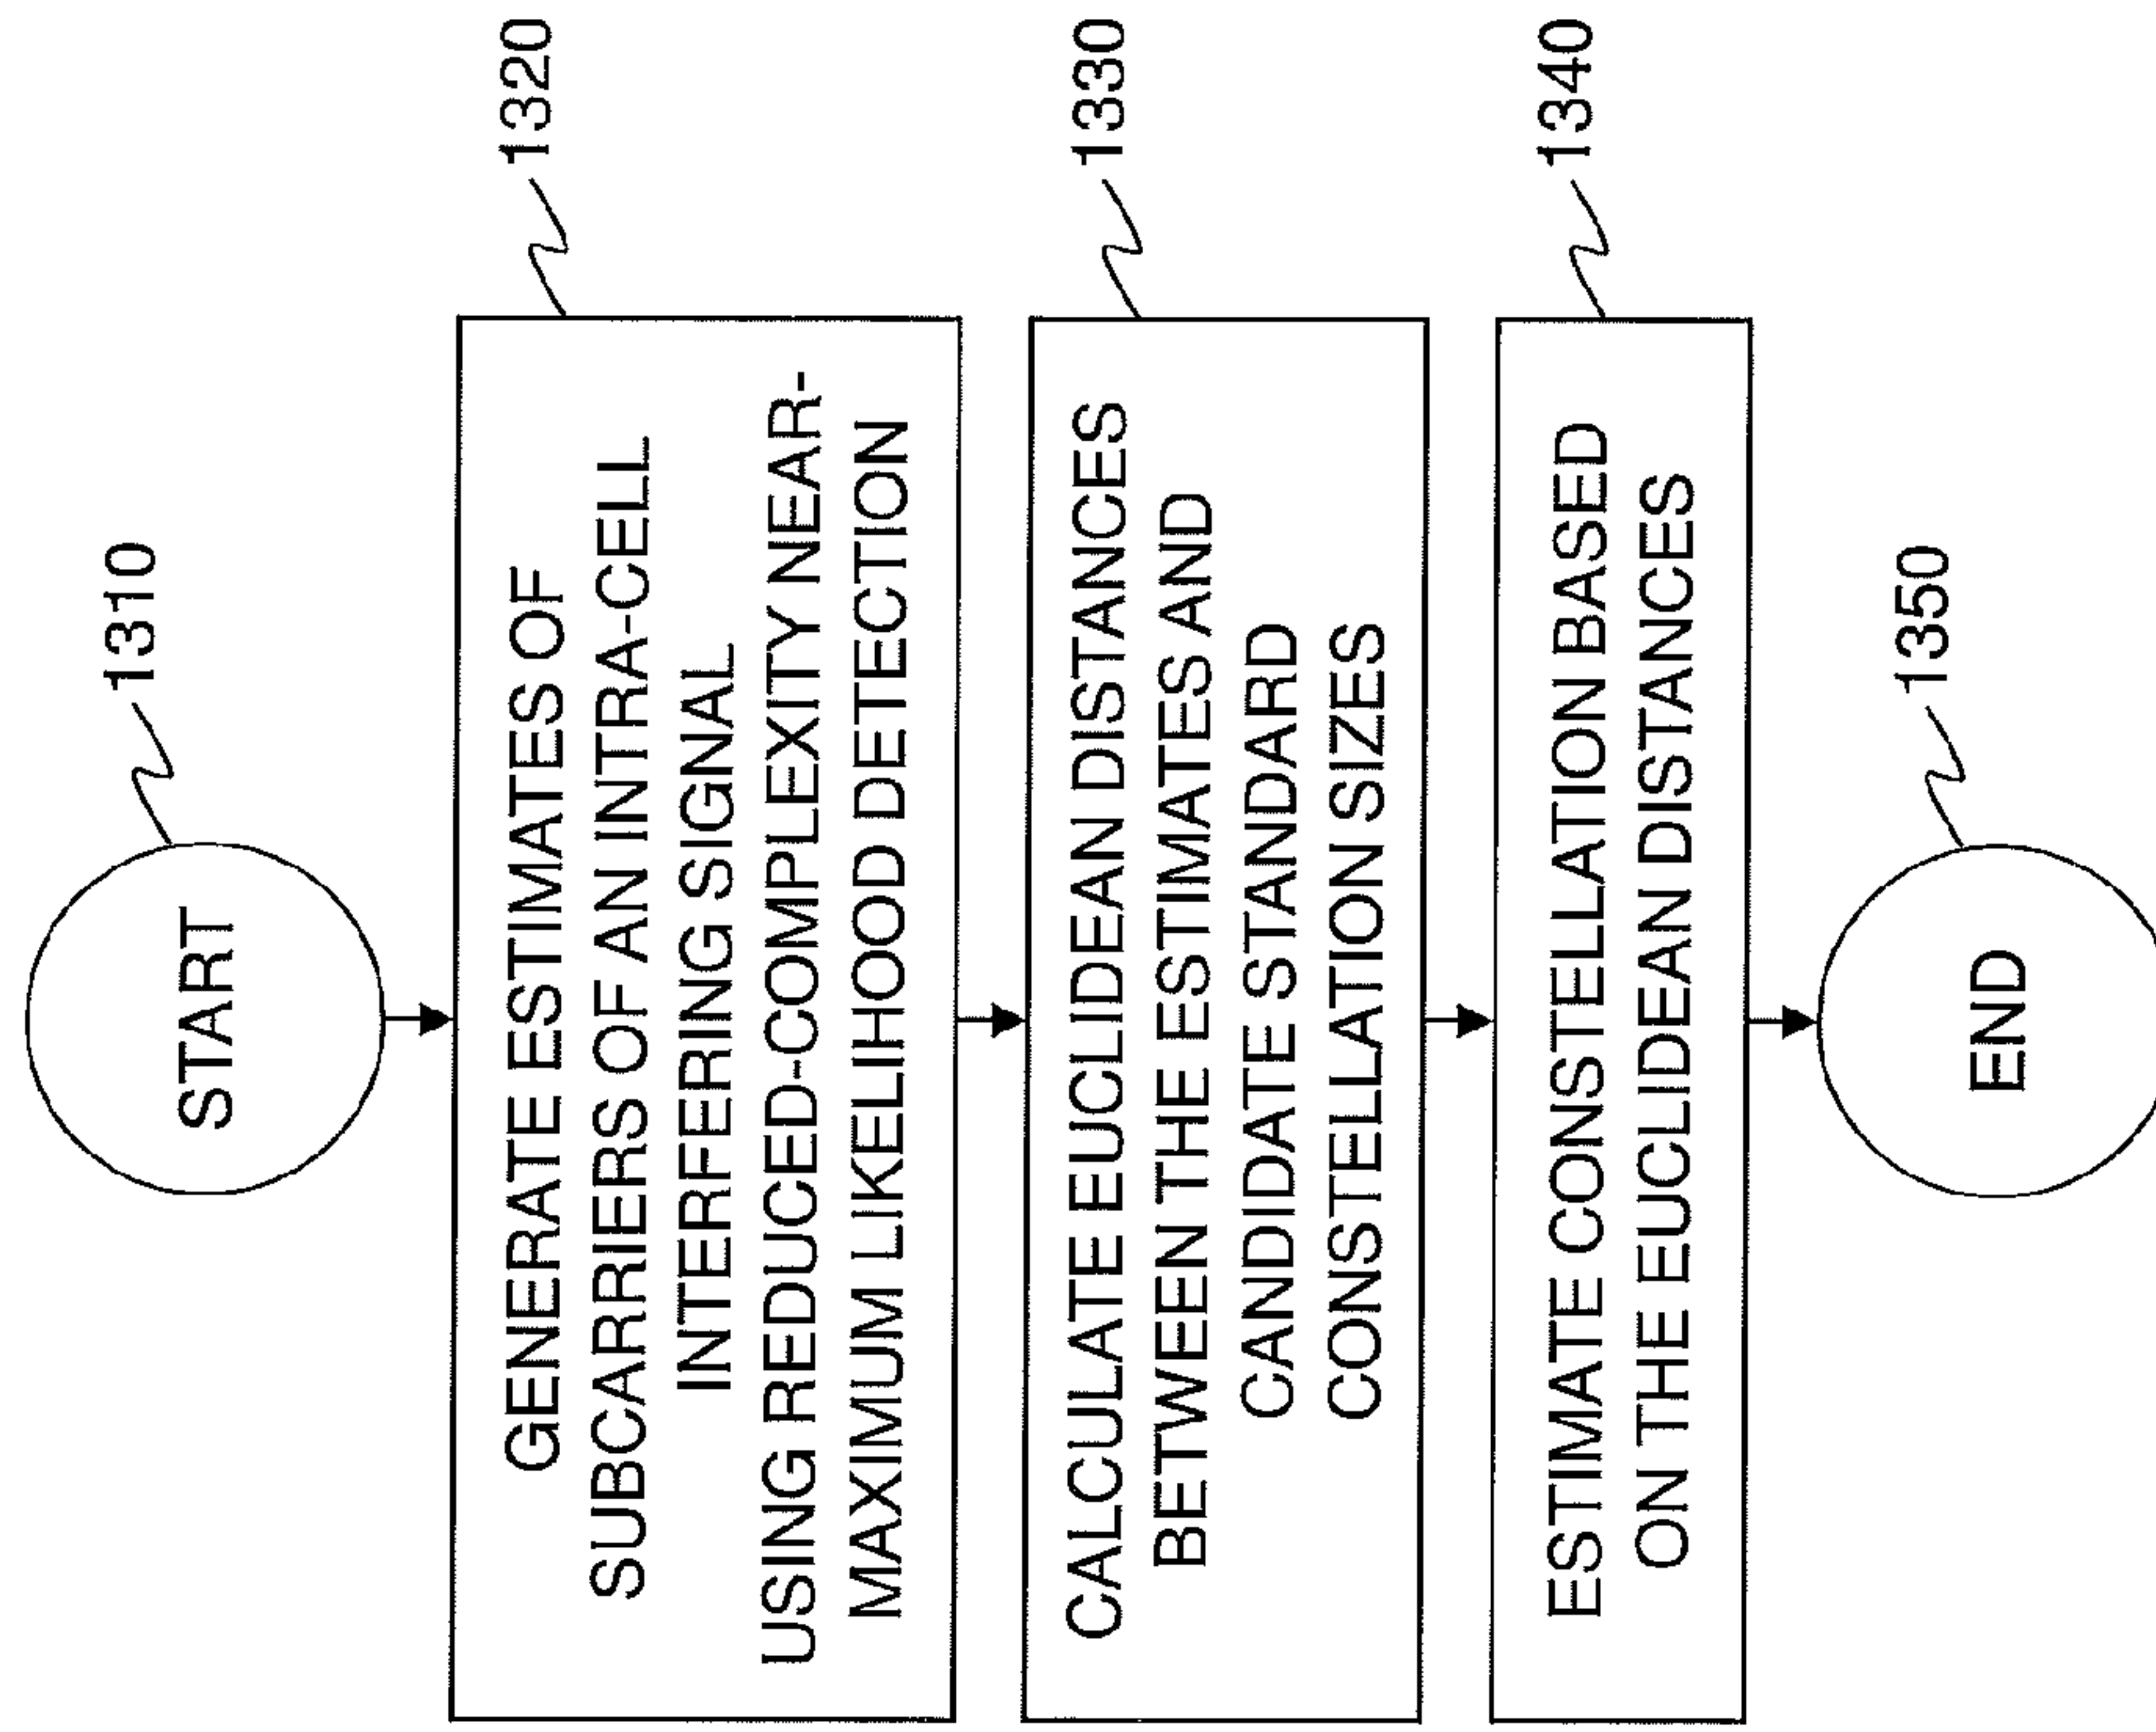 START
1310
GENERATE ESTIMATES OF
SUBCARRIERS OF AN INTRA-CELL
INTERFERING SIGNAL
USING REDUCED-COMPLEXITY NEAR-
MAXIMUM LIKELIHOOD DETECTION
1320
CALCULATE EUCLIDEAN DISTANCES
BETWEEN THE ESTIMATES AND
CANDIDATE STANDARD
CONSTELLATION SIZES
1330
ESTIMATE CONSTELLATION BASED
ON THE EUCLIDEAN DISTANCES
1340
END
1350